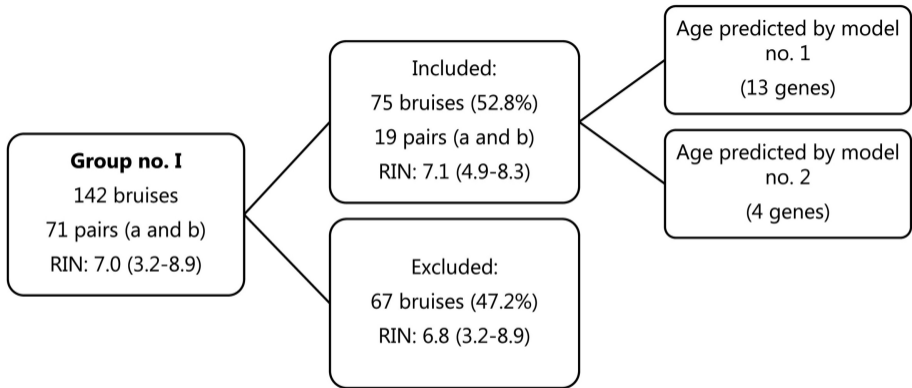 Group no. I
142 bruises
71 pairs (a and b)
RIN: 7.0 (3.2-8.9)
Included:
75 bruises (52.8%)
19 pairs (a and b)
RIN: 7.1 (4.9-8.3)
Excluded:
67 bruises (47.2%)
RIN: 6.8 (3.2-8.9)
Age predicted by model
no. 1
(13 genes)
Age predicted by model
no. 2
(4 genes)